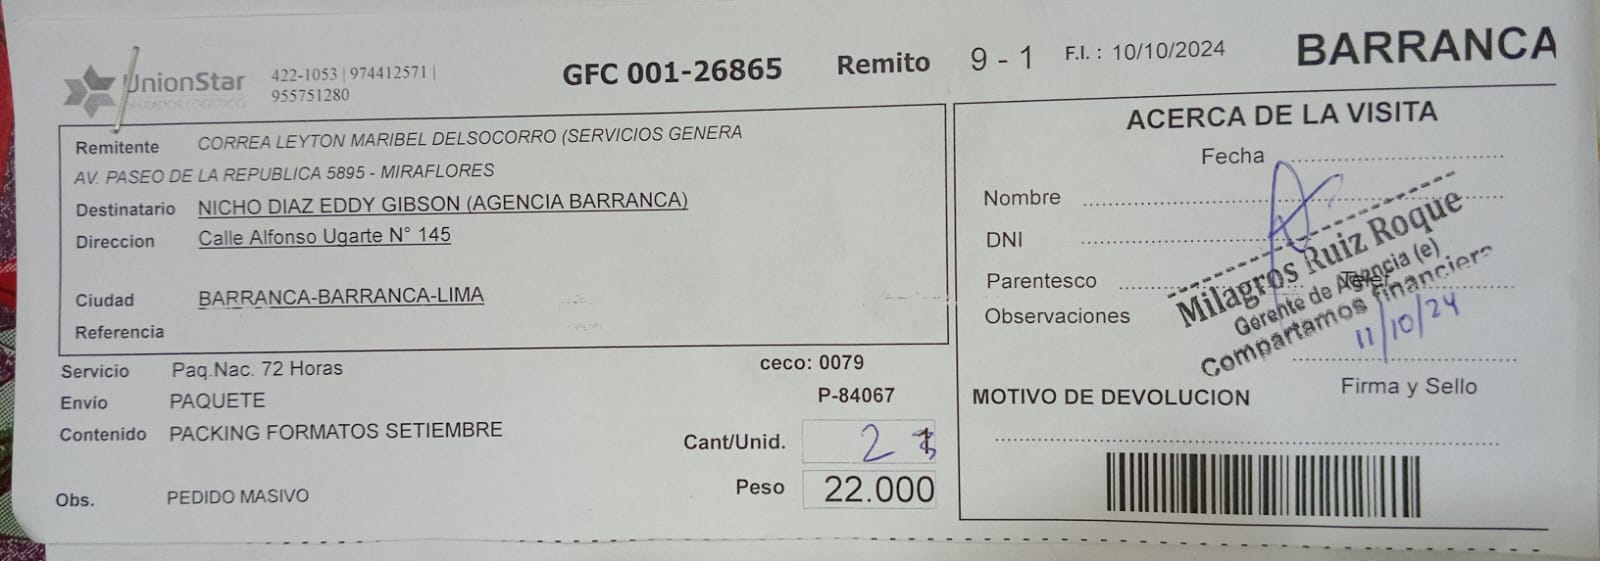 UnionStar
OPERADOR LOGÍSTICO
422-1053 | 974412571 |
955751280
GFC 001-26865
Remito 9 - 1
F.I. : 10/10/2024
BARRANCA
Remitente CORREA LEYTON MARIBEL DELSOCORRO (SERVICIOS GENERA
AV. PASEO DE LA REPUBLICA 5895 - MIRAFLORES
Destinatario NICHO DIAZ EDDY GIBSON (AGENCIA BARRANCA)
Direccion Calle Alfonso Ugarte N° 145
Ciudad BARRANCA-BARRANCA-LIMA
Referencia
Servicio Paq.Nac. 72 Horas
ceco: 0079
Envío PAQUETE
P-84067
Contenido PACKING FORMATOS SETIEMBRE
Cant/Unid. 2
Peso 22.000
Obs. PEDIDO MASIVO
ACERCA DE LA VISITA
Fecha
Nombre
DNI
Parentesco
Observaciones
Milagros Ruiz Roque
Gerente de Agencia (e)
Compartamos financiera
11/10/24
Firma y Sello
MOTIVO DE DEVOLUCION